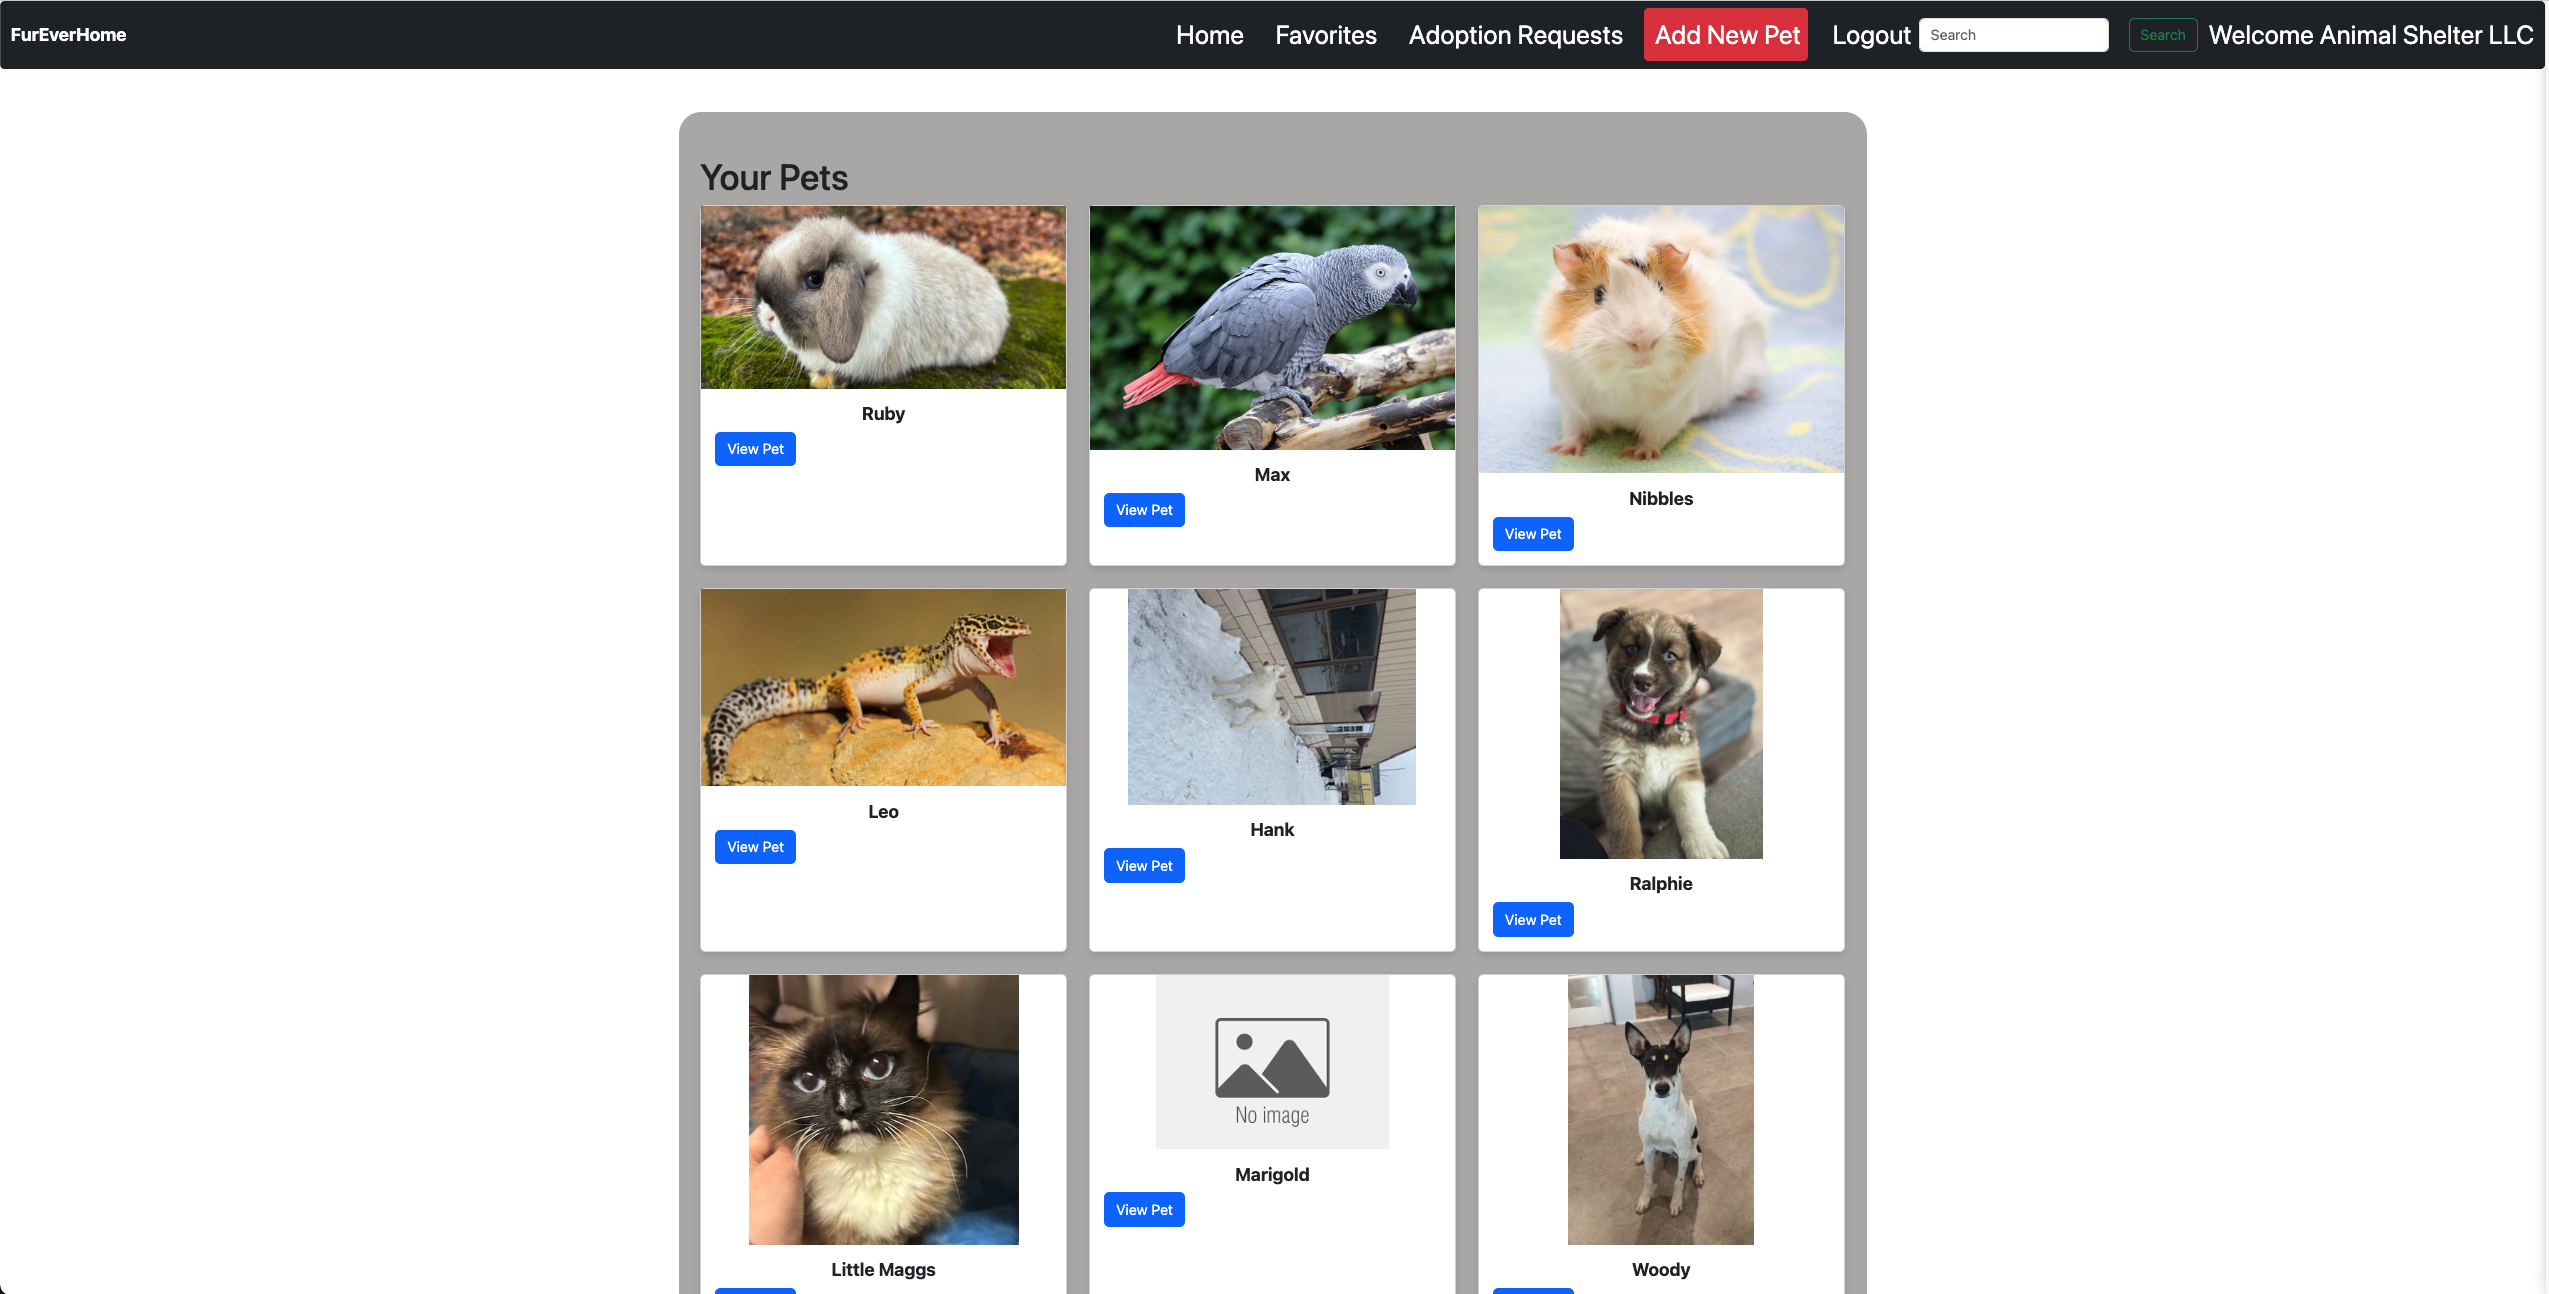 FurEverHome
Home Favorites Adoption Requests Add New Pet Logout Search Search Welcome Animal Shelter LLC
Your Pets
Ruby
View Pet
Max
View Pet
Nibbles
View Pet
Leo
View Pet
Hank
View Pet
Ralphie
View Pet
Little Maggs
No image
Marigold
View Pet
Woody